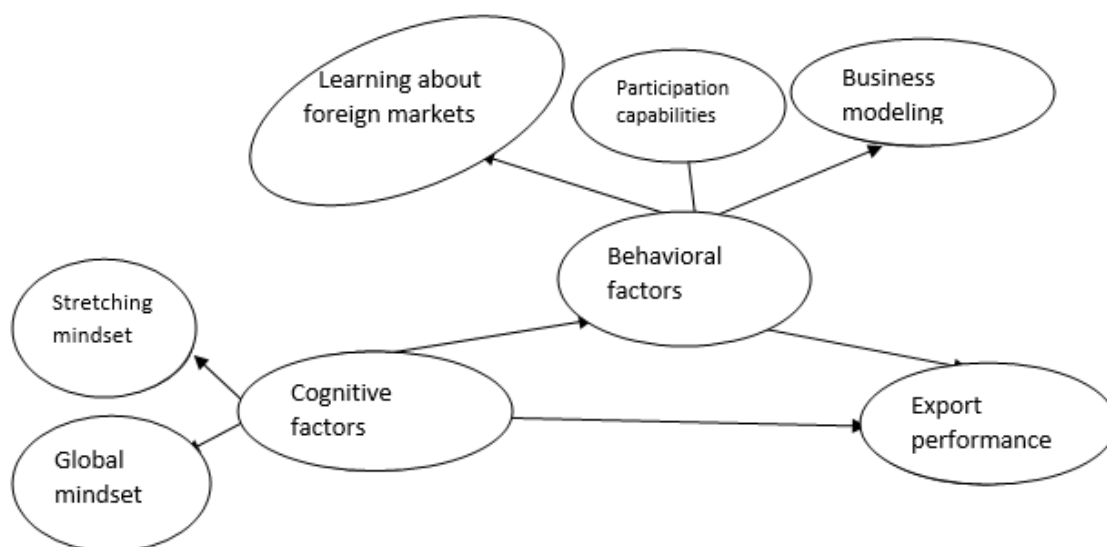 Learning about
foreign markets
Participation
capabilities
Business
modeling
Behavioral
factors
Stretching
mindset
Cognitive
factors
Export
performance
Global
mindset